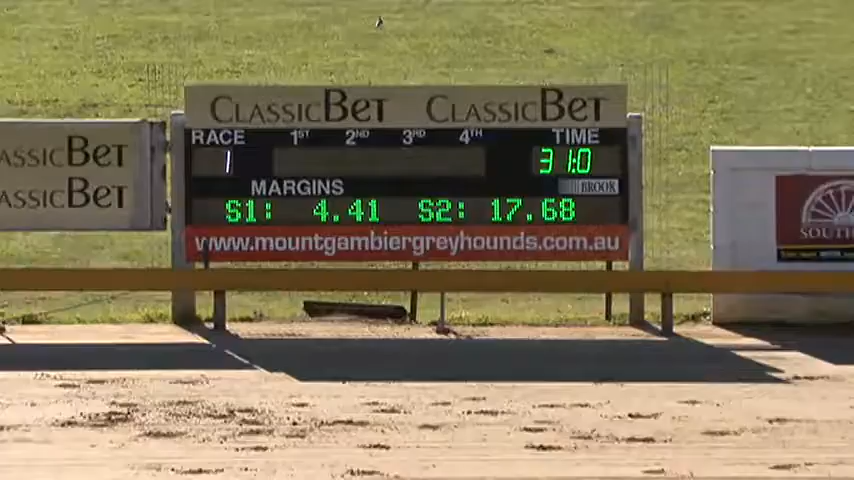 CLASSICBET CLASSICBET
RACE 1ST 2ND 3RD 4TH TIME
1 31:0
MARGINS BROOK
S1: 4.41 S2: 17.68
www.mountgambiergreyhounds.com.au
ASSICBET
ASSICBET
SOUTH